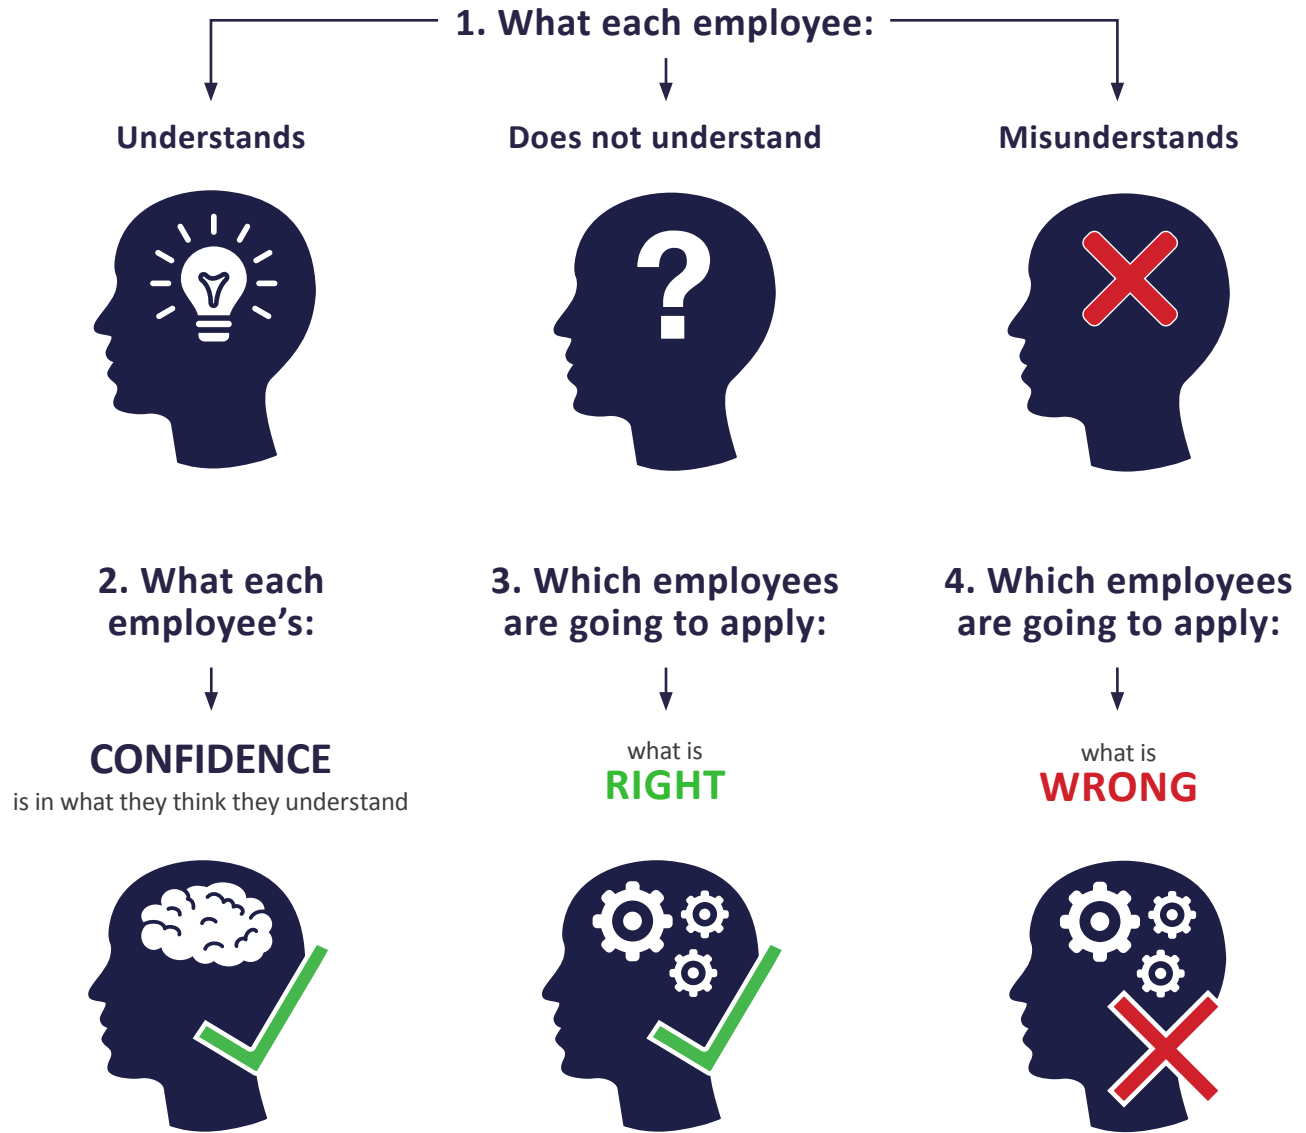 1. What each employee:
Understands
Does not understand
Misunderstands
2. What each
employee’s:
CONFIDENCE
is in what they think they understand
3. Which employees
are going to apply:
what is
RIGHT
4. Which employees
are going to apply:
what is
WRONG